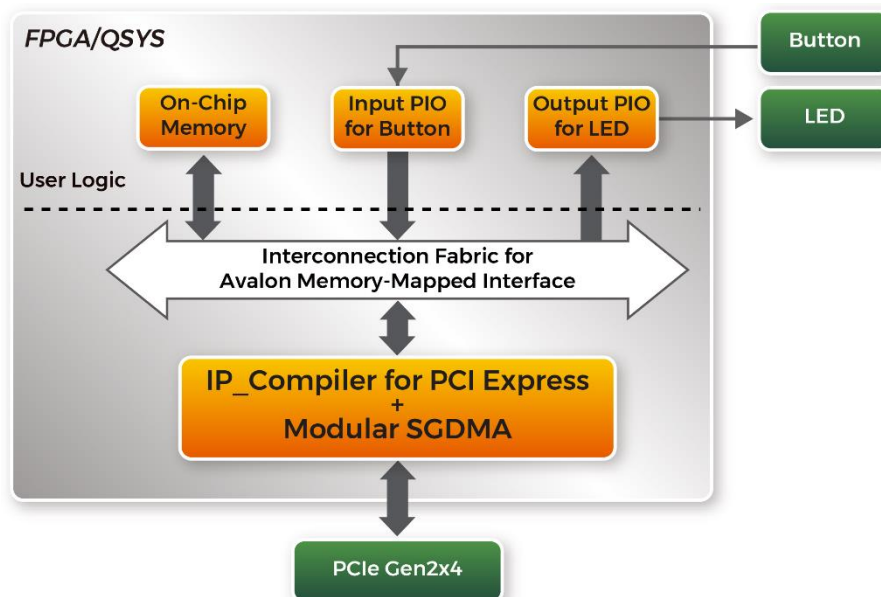 FPGA/QSYS
Button
On-Chip
Memory
Input PIO
for Button
Output PIO
for LED
LED
User Logic
Interconnection Fabric for
Avalon Memory-Mapped Interface
IP_Compiler for PCI Express
+
Modular SGDMA
PCIe Gen2x4